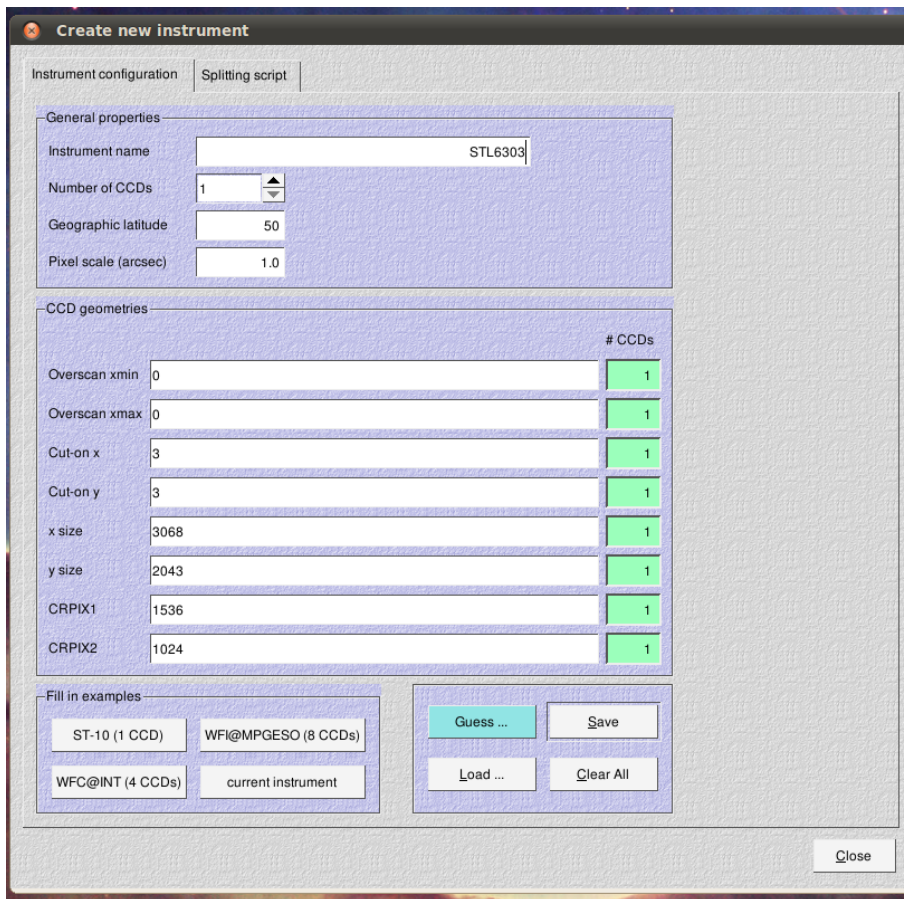 Create new instrument
Instrument configuration Splitting script
General properties
Instrument name STL6303
Number of CCDs 1
Geographic latitude 50
Pixel scale (arcsec) 1.0
CCD geometries
# CCDs
Overscan xmin 0 1
Overscan xmax 0 1
Cut-on x 3 1
Cut-on y 3 1
x size 3068 1
y size 2043 1
CRPIX1 1536 1
CRPIX2 1024 1
Fill in examples
ST-10 (1 CCD) WFI@MPGESO (8 CCDs) Guess ... Save
WFC@INT (4 CCDs) current instrument Load ... Clear All
Close